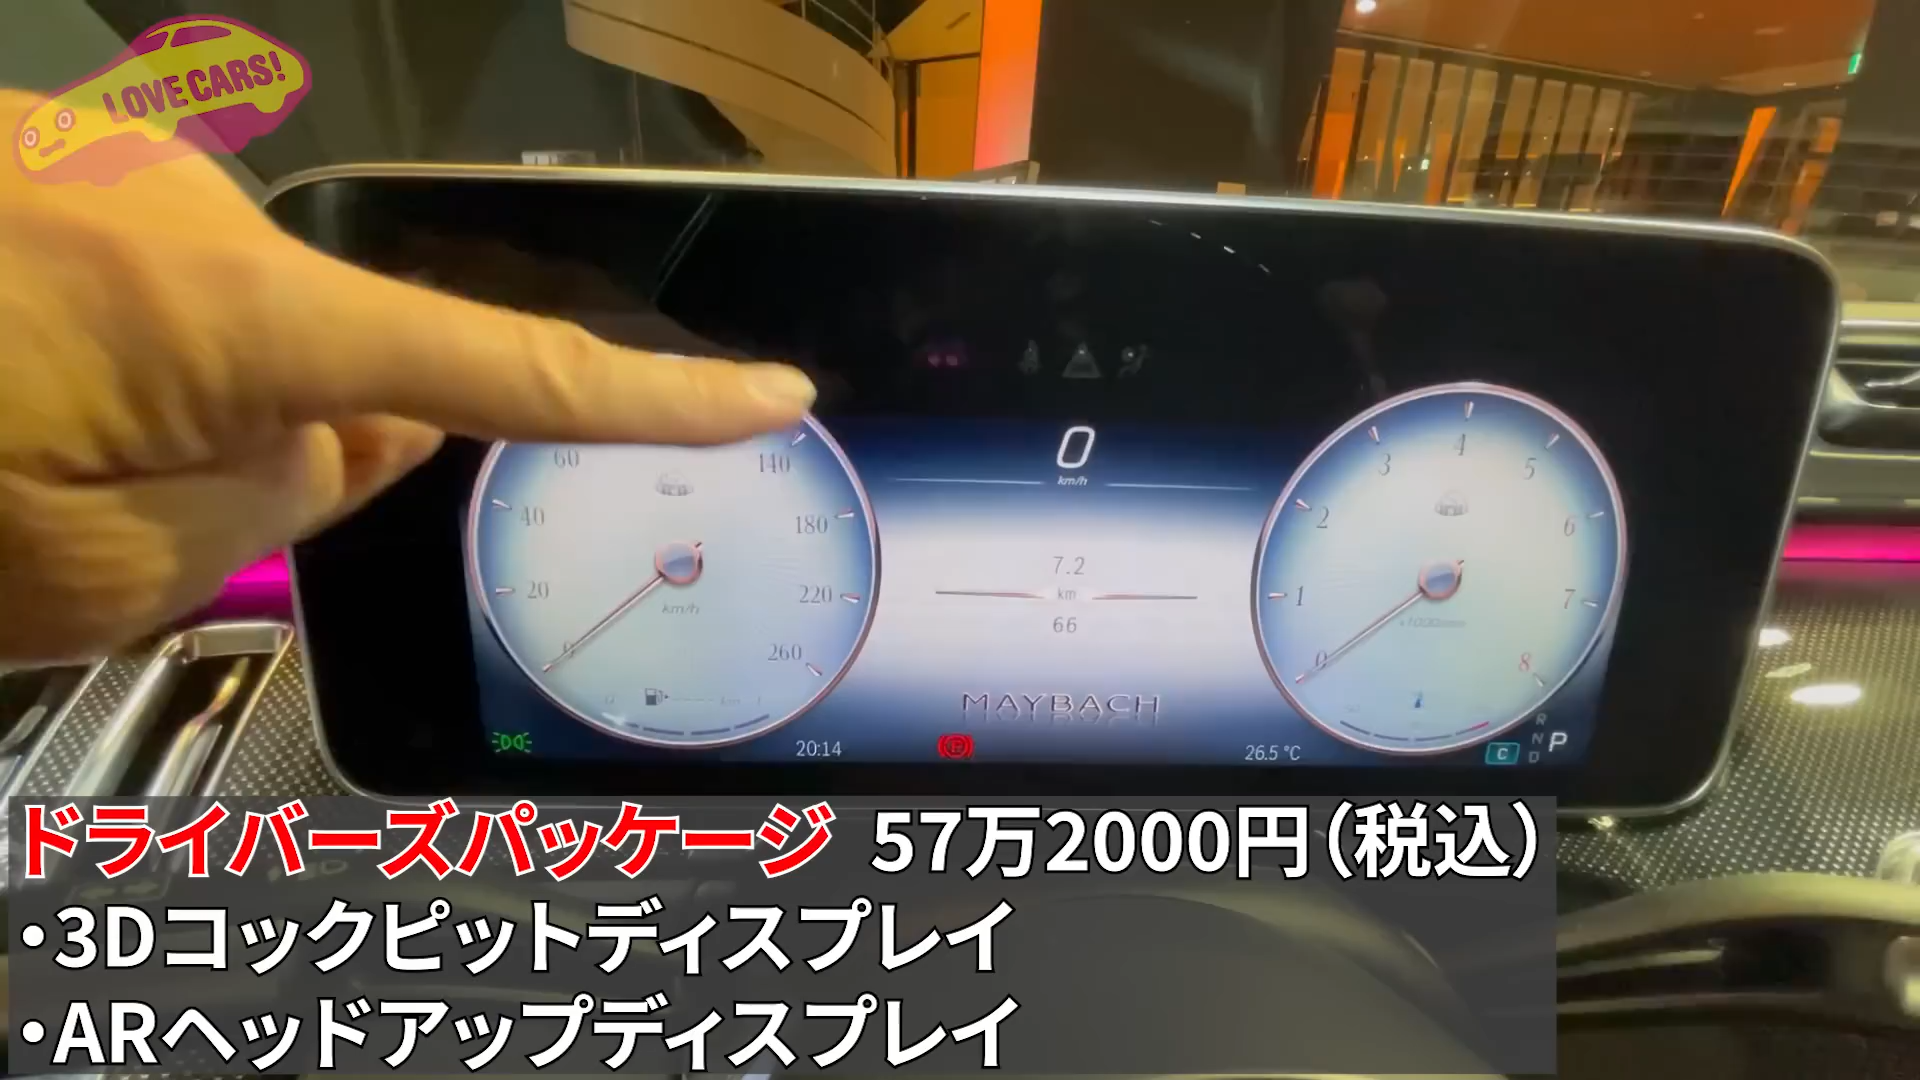 LOVE CARS!
0
km/h
60
140
40
180
20
220
0
260
km/h
7.2
km
66
MAYBACH
20:14
4
3
5
2
6
1
7
0
8
26.5 °C
C
R
N
D
P
ドライバーズパッケージ 57万2000円（税込）
・3Dコックピットディスプレイ
・ARヘッドアップディスプレイ